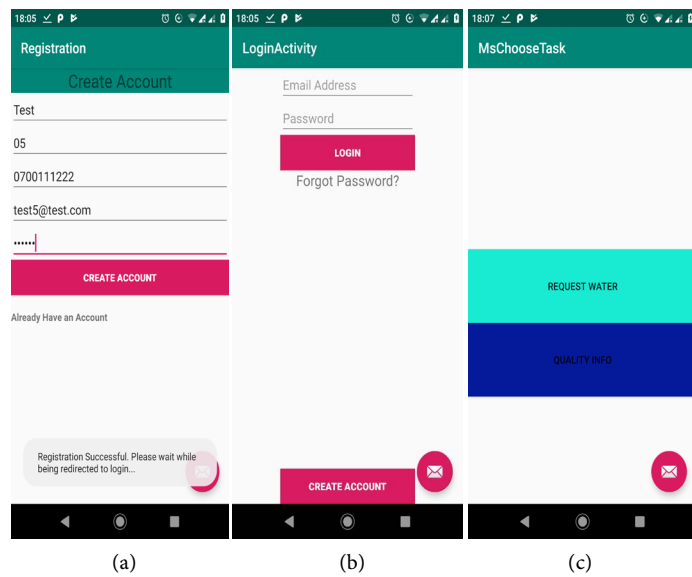 18:05
Registration
Create Account
Test
05
0700111222
test5@test.com
••••••
CREATE ACCOUNT
Already Have an Account
Registration Successful. Please wait while
being redirected to login...
(a)
18:05
LoginActivity
Email Address
Password
LOGIN
Forgot Password?
CREATE ACCOUNT
(b)
18:07
MsChooseTask
REQUEST WATER
QUALITY INFO
(c)